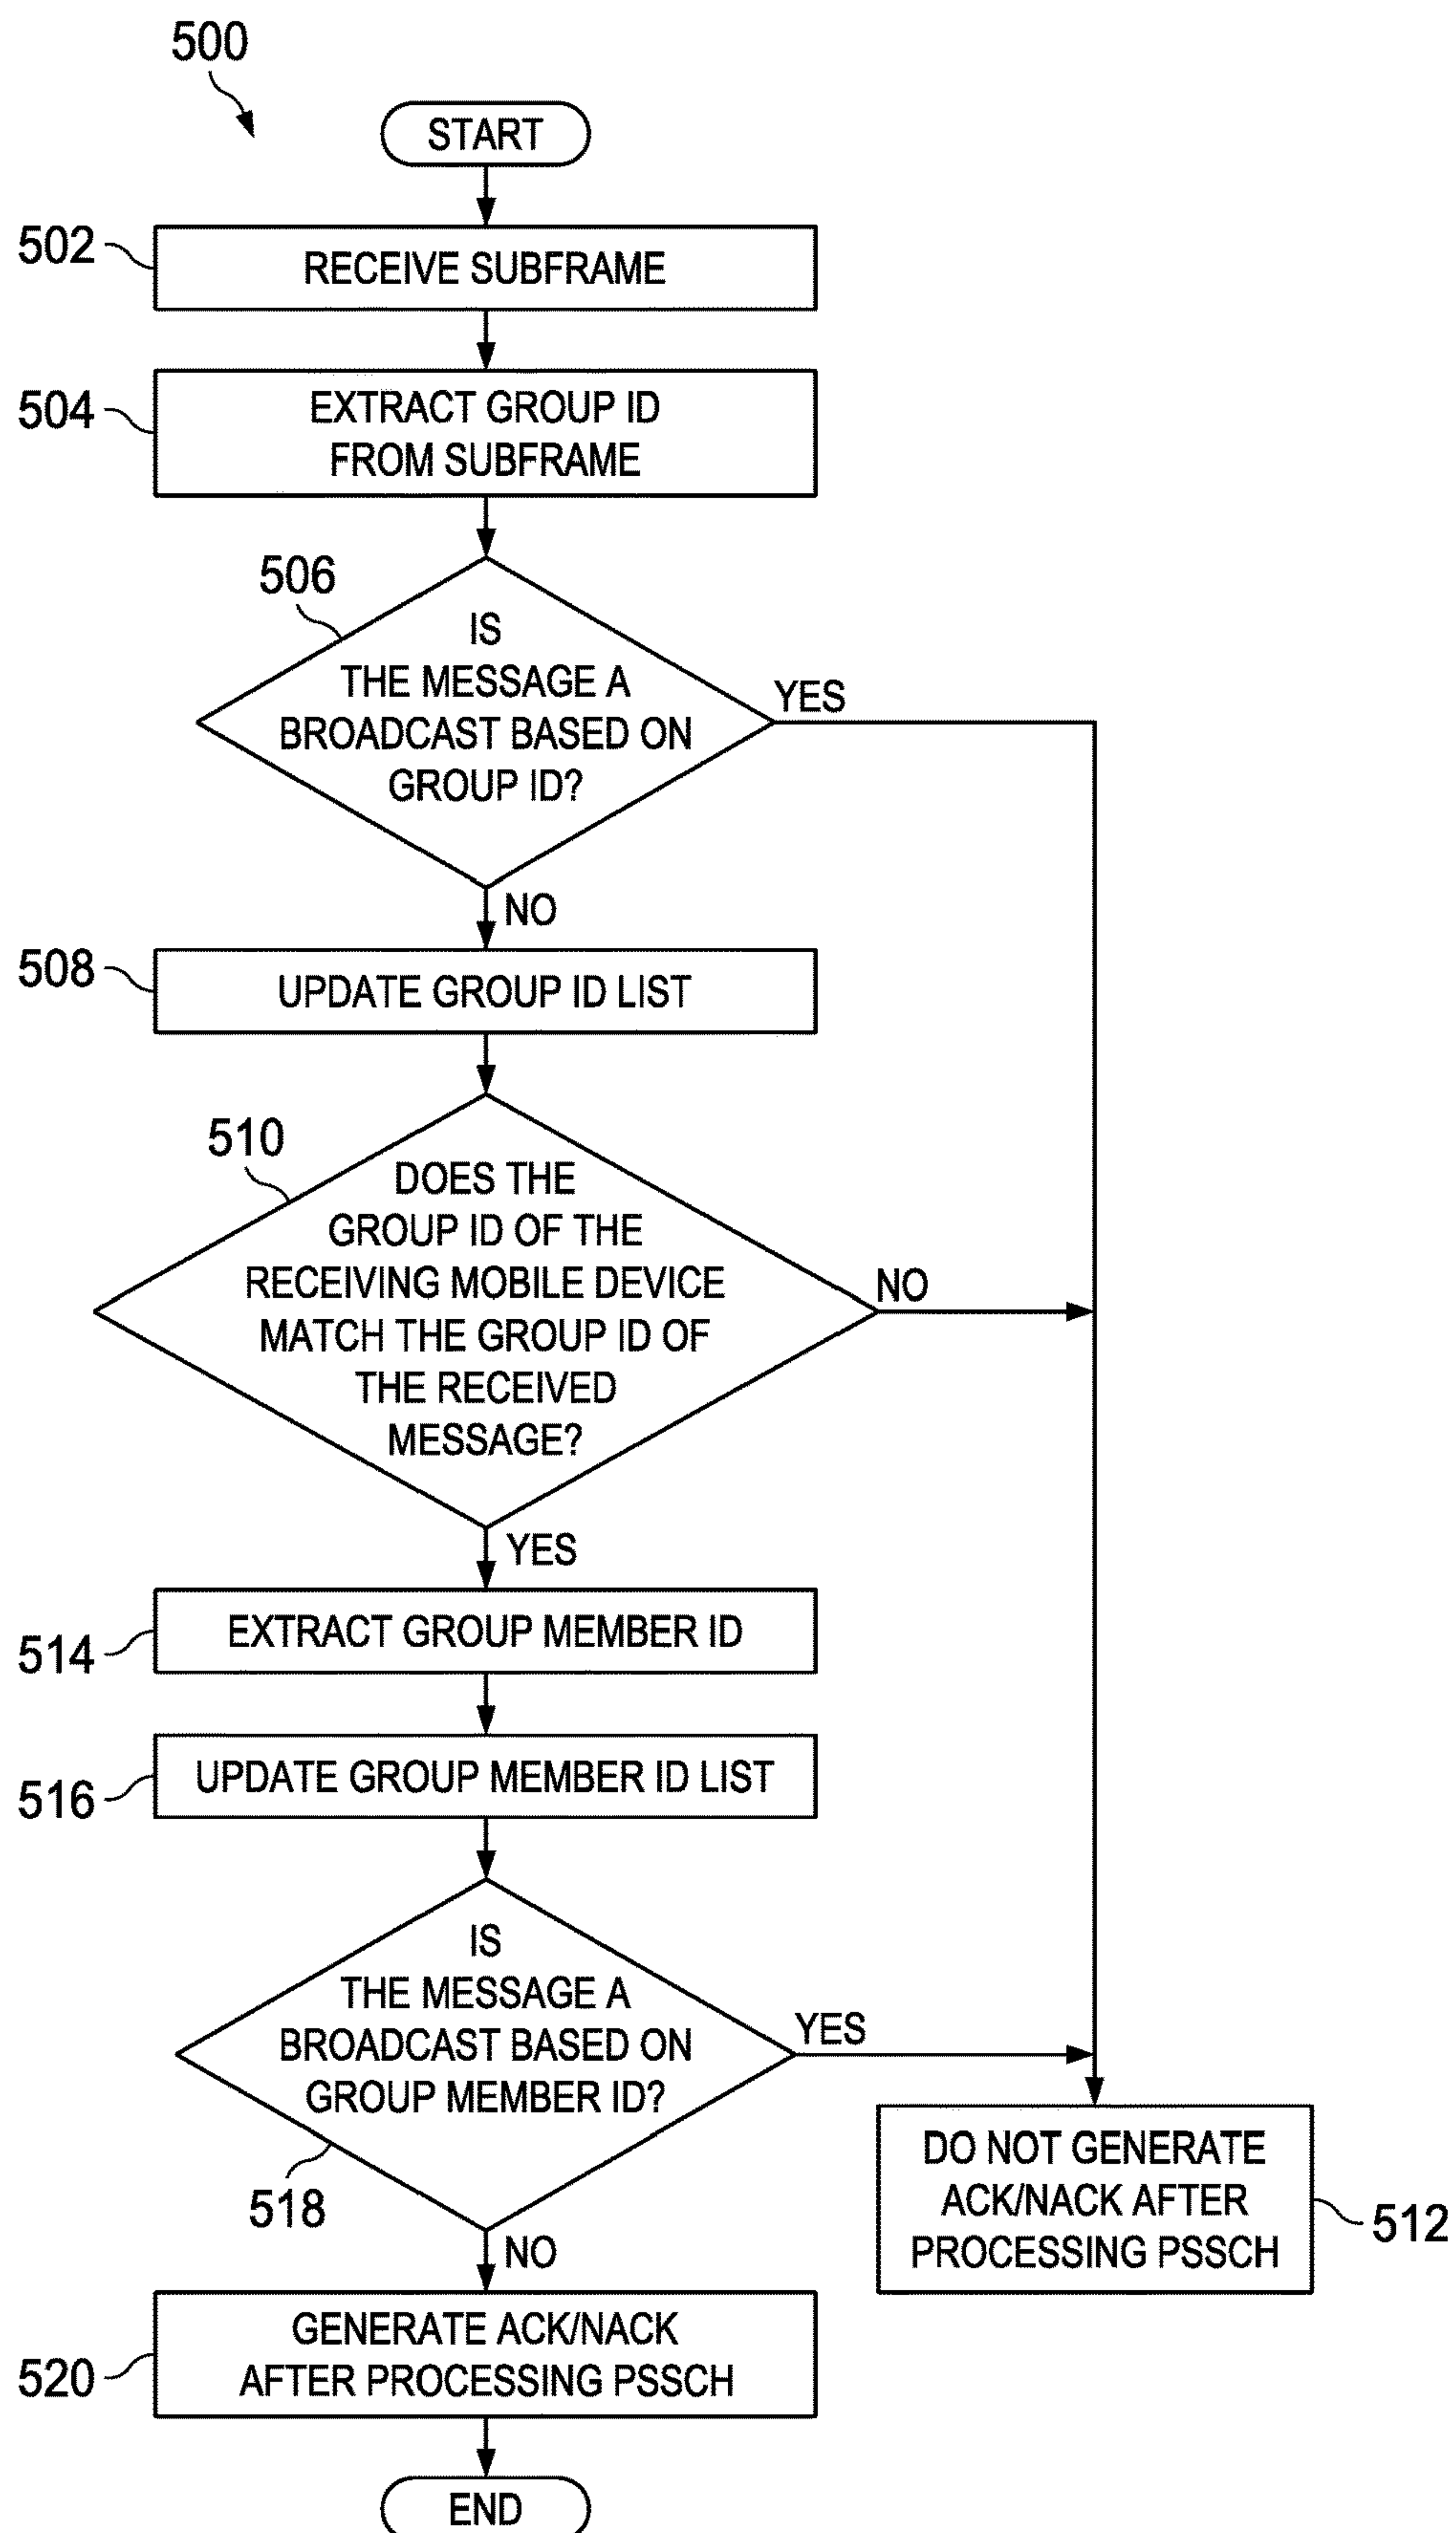 500
START
502
RECEIVE SUBFRAME
504
EXTRACT GROUP ID
FROM SUBFRAME
506
IS
THE MESSAGE A
BROADCAST BASED ON
GROUP ID?
YES
NO
508
UPDATE GROUP ID LIST
510
DOES THE
GROUP ID OF THE
RECEIVING MOBILE DEVICE
MATCH THE GROUP ID OF
THE RECEIVED
MESSAGE?
NO
YES
514
EXTRACT GROUP MEMBER ID
516
UPDATE GROUP MEMBER ID LIST
IS
THE MESSAGE A
BROADCAST BASED ON
GROUP MEMBER ID?
YES
518
NO
DO NOT GENERATE
ACK/NACK AFTER
PROCESSING PSSCH
512
520
GENERATE ACK/NACK
AFTER PROCESSING PSSCH
END